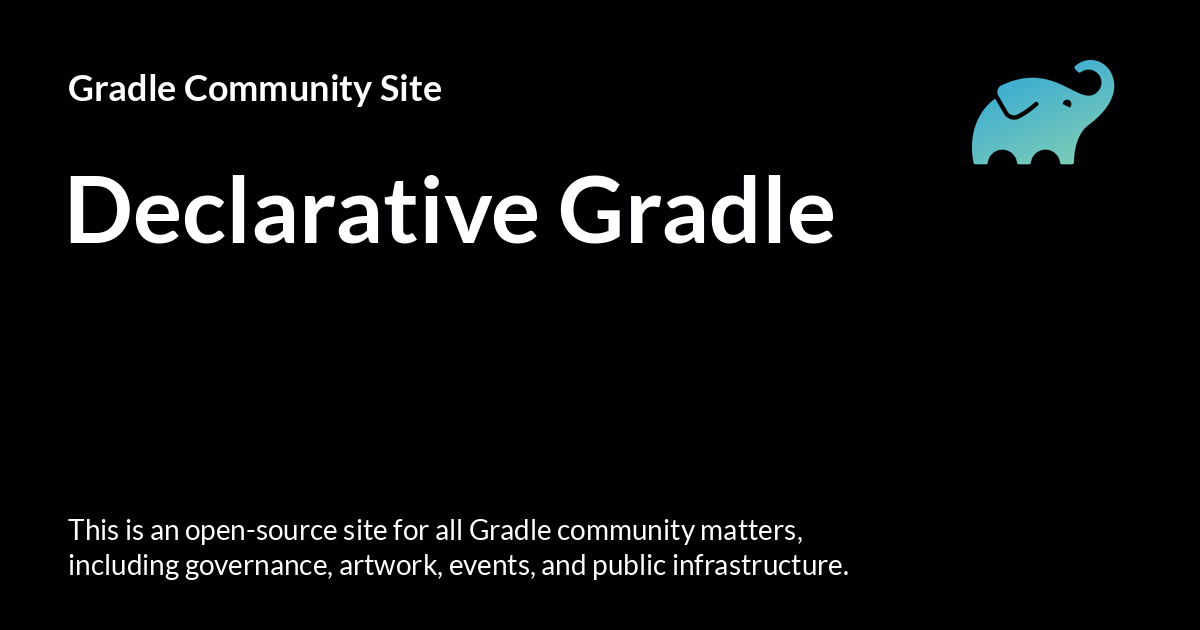 Gradle Community Site
Declarative Gradle
This is an open-source site for all Gradle community matters,
including governance, artwork, events, and public infrastructure.